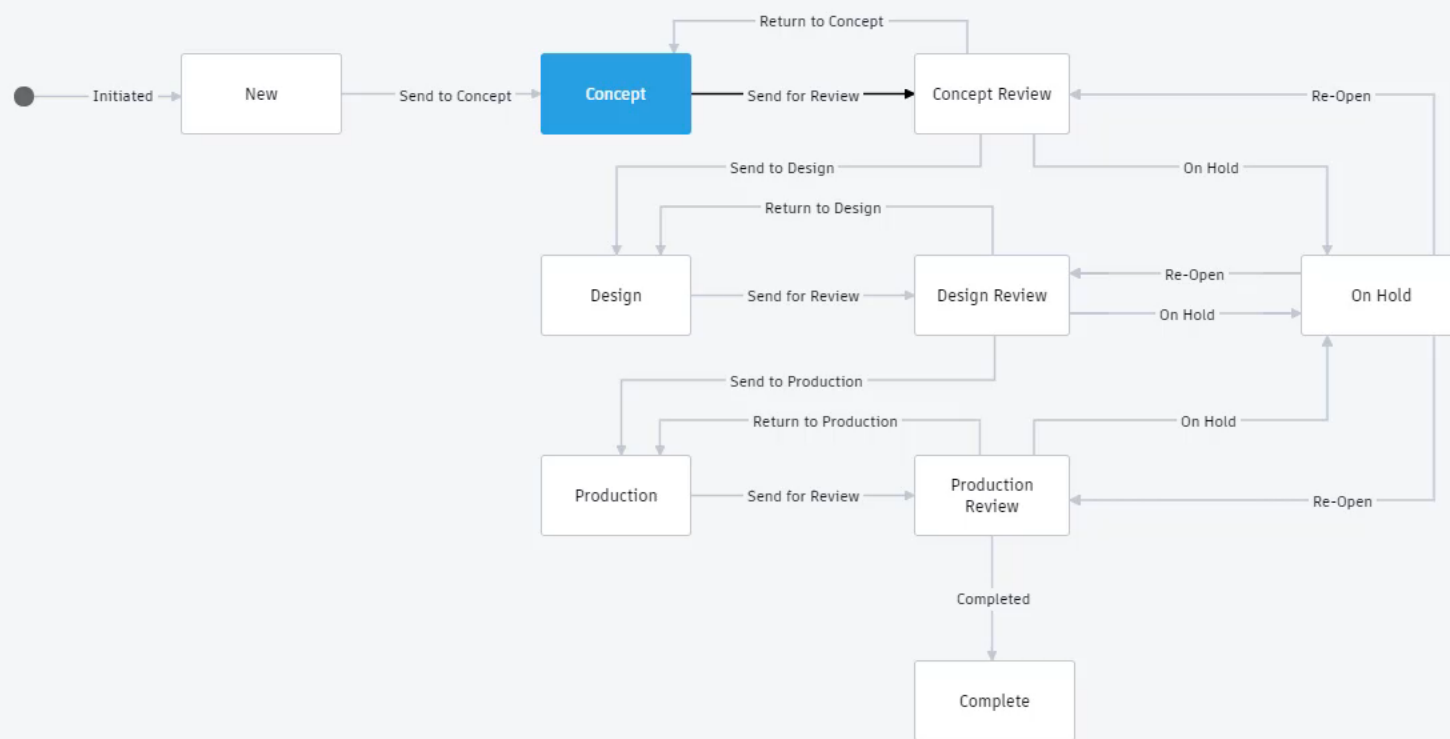 Return to Concept
Initiated
New
Send to Concept
Concept
Send for Review
Concept Review
Re-Open
Send to Design
On Hold
Return to Design
Design
Send for Review
Design Review
Re-Open
On Hold
On Hold
Send to Production
Return to Production
On Hold
Production
Send for Review
Production
Review
Re-Open
Completed
Complete